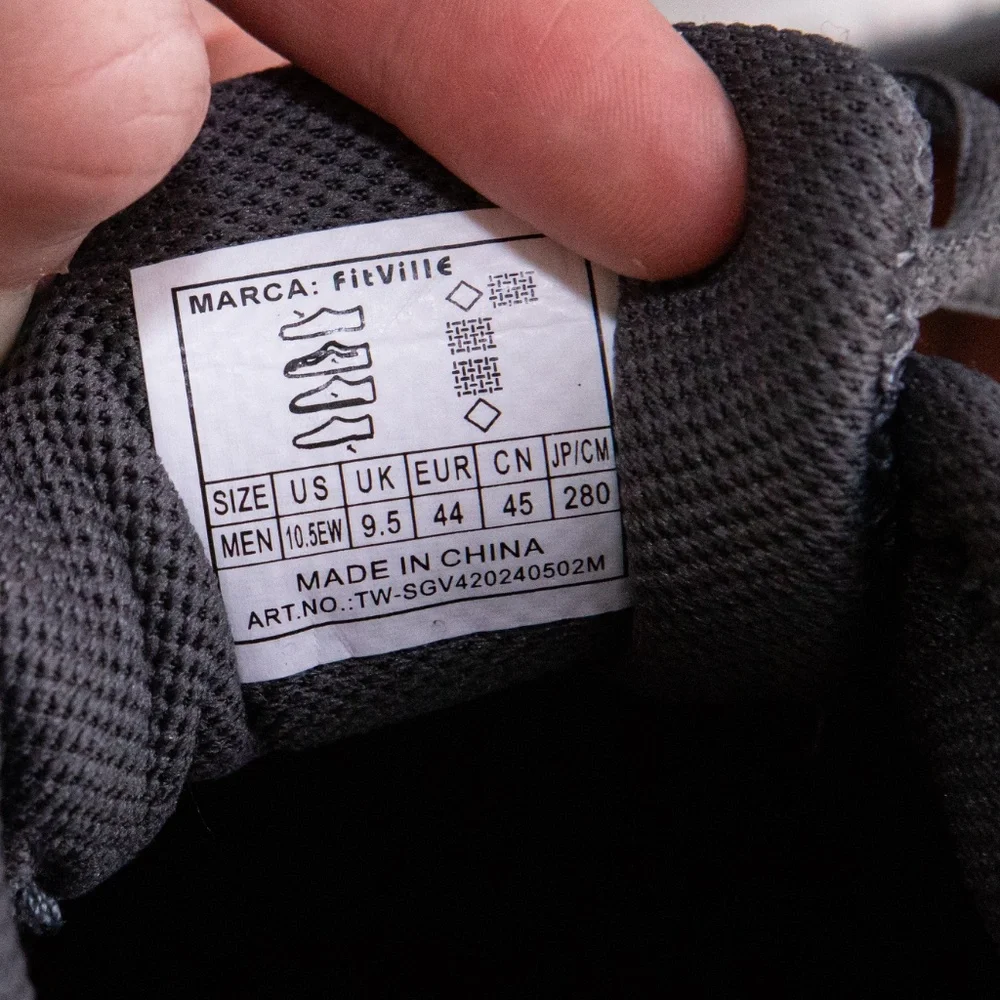 MARCA: FitVille
SIZE US UK EUR CN JP/CM
MEN 10.5EW 9.5 44 45 280
MADE IN CHINA
ART.NO.:TW-SGV420240502M